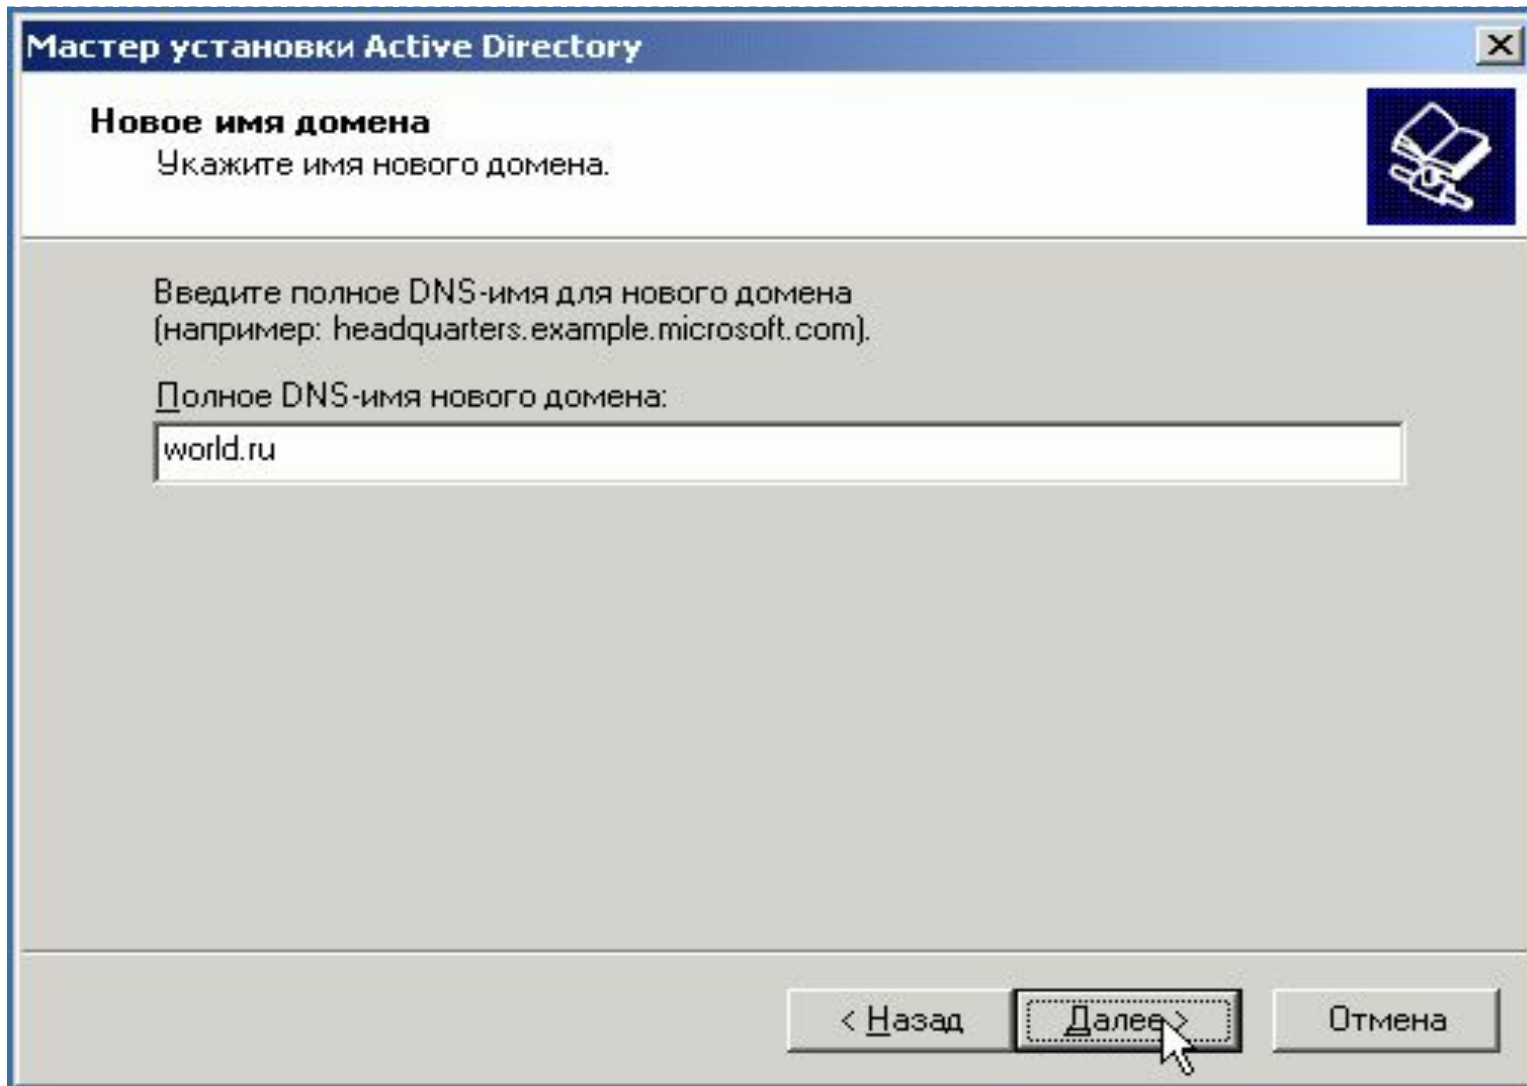 Мастер установки Active Directory
Новое имя домена
Укажите имя нового домена.
Введите полное DNS-имя для нового домена
(например: headquarters.example.microsoft.com).
Полное DNS-имя нового домена:
world.ru
< Назад
Далее >
Отмена